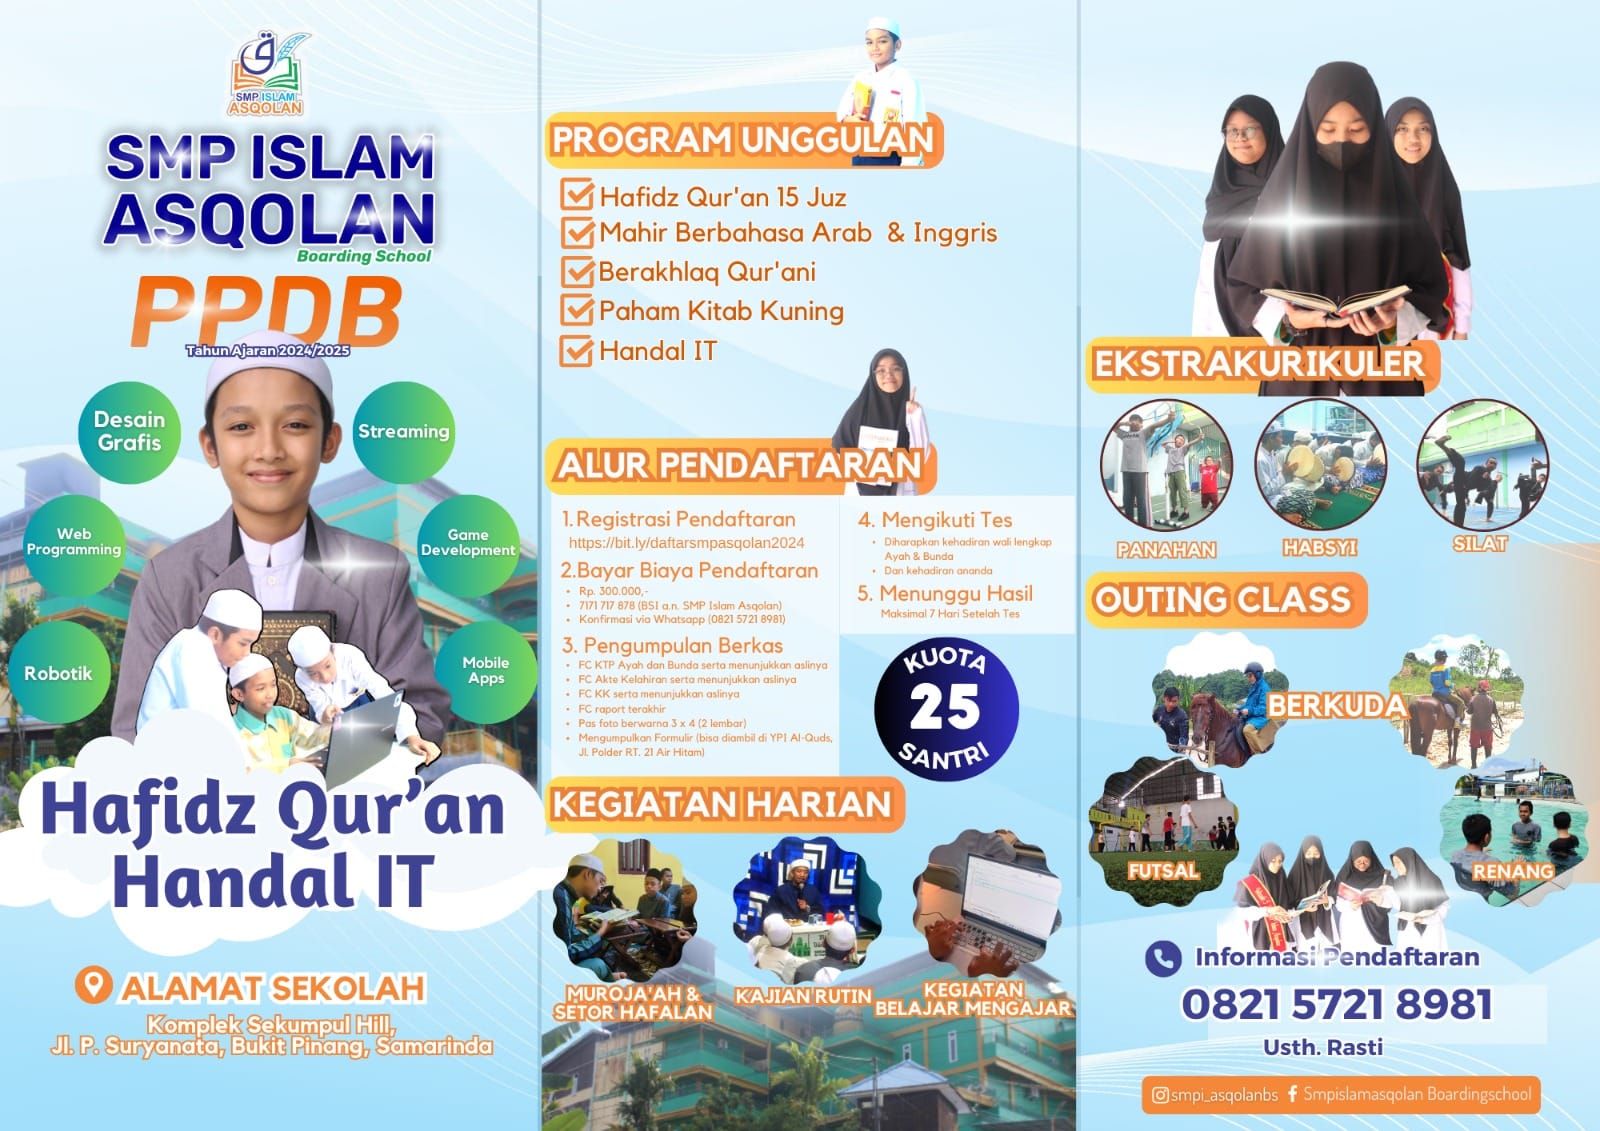 SMP ISLAM
ASQOLAN
SMP ISLAM
ASQOLAN
Boarding School
PPDB
Tahun Ajaran 2024/2025
Desain
Grafis
Streaming
Web
Programming
Game
Development
Robotik
Mobile
Apps
Hafidz Qur'an
Handal IT
ALAMAT SEKOLAH
Komplek Sekumpul Hill,
Jl. P. Suryanata, Bukit Pinang, Samarinda
PROGRAM UNGGULAN
Hafidz Qur'an 15 Juz
Mahir Berbahasa Arab & Inggris
Berakhlaq Qur'ani
Paham Kitab Kuning
Handal IT
ALUR PENDAFTARAN
1. Registrasi Pendaftaran
https://bit.ly/daftarsmpasqolan2024
2.Bayar Biaya Pendaftaran
• Rp. 300.000,-
• 7171 717 878 (BSI a.n. SMP Islam Asqolan)
• Konfirmasi via Whatsapp (0821 5721 8981)
3. Pengumpulan Berkas
• FC KTP Ayah dan Bunda serta menunjukkan aslinya
• FC Akte Kelahiran serta menunjukkan aslinya
• FC KK serta menunjukkan aslinya
• FC raport terakhir
• Pas foto berwarna 3 x 4 (2 lembar)
• Mengumpulkan Formulir (bisa diambil di YPI Al-Quds,
Jl. Polder RT. 21 Air Hitam)
4. Mengikuti Tes
• Diharapkan kehadiran wali lengkap
Ayah & Bunda
• Dan kehadiran ananda
5. Menunggu Hasil
Maksimal 7 Hari Setelah Tes
KUOTA
25
SANTRI
KEGIATAN HARIAN
MUROJA'AH &
SETOR HAFALAN
KAJIAN RUTIN
KEGIATAN
BELAJAR MENGAJAR
EKSTRAKURIKULER
PANAHAN
HABSYI
SILAT
OUTING CLASS
BERKUDA
FUTSAL
RENANG
Informasi Pendaftaran
0821 5721 8981
Usth. Rasti
smpi_asqolanbs
Smpislamasqolan Boardingschool